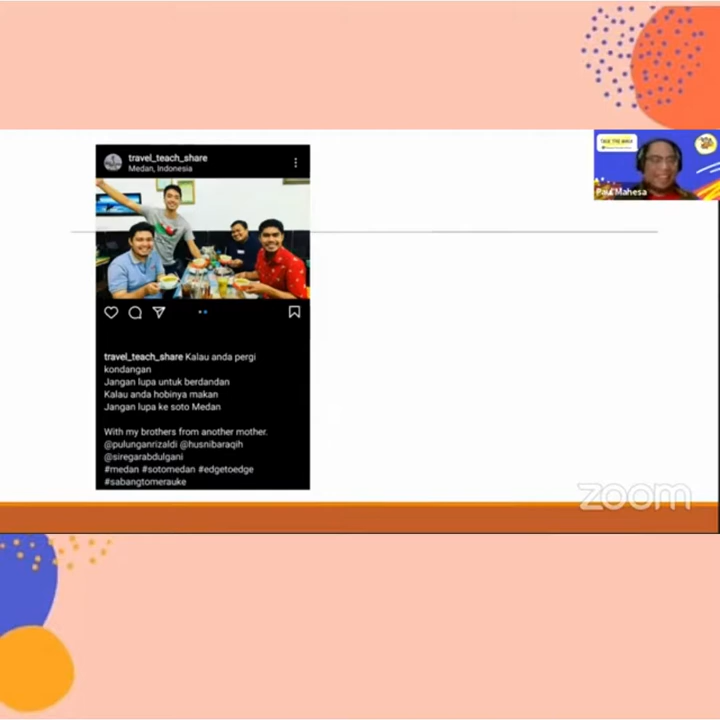 travel_teach_share
Medan, Indonesia
travel_teach_share Kalau anda pergi
kondangan
Jangan lupa untuk berdandan
Kalau anda hobinya makan
Jangan lupa ke soto Medan
With my brothers from another mother.
@pulunganrizaldi @husnibaraqih
@siregarabdulgani
#medan #sotomedan #edgetoedge
#sabangtomerauke
Paul Mahesa
zoom